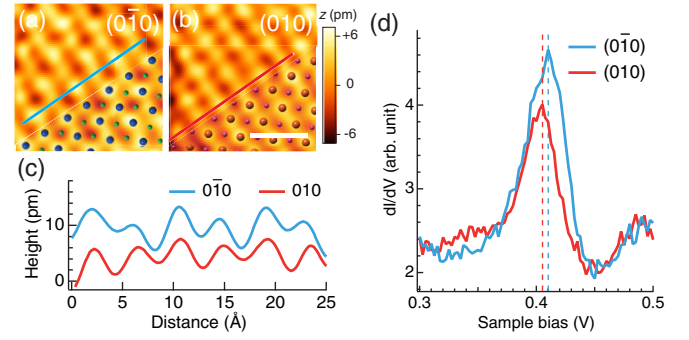 (a) (01̄0)
(b) (010)
z (pm)
+6
0
-6
(c)
01̄0 010
Height (pm)
10
0
0 5 10 15 20 25
Distance (Å)
(d)
(01̄0)
(010)
dI/dV (arb. unit)
4
3
2
0.3 0.4 0.5
Sample bias (V)